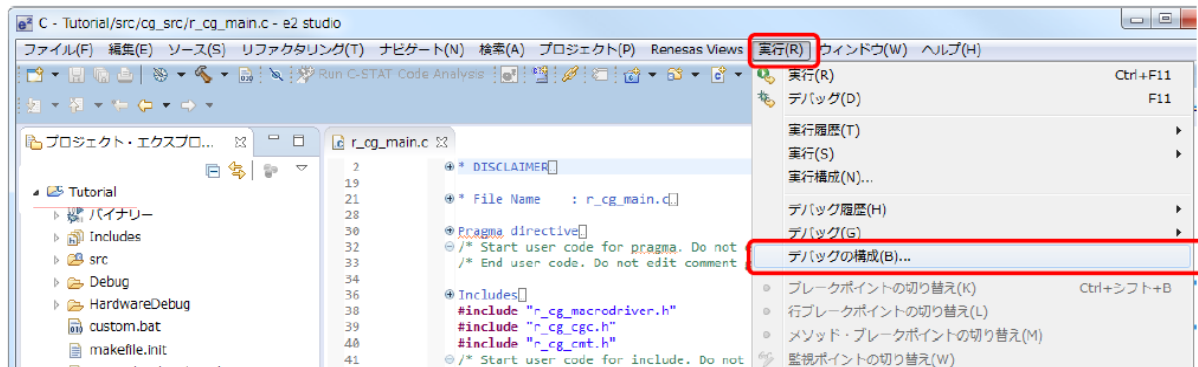 C - Tutorial/src/cg_src/r_cg_main.c - e2 studio
ファイル(F) 編集(E) ソース(S) リファクタリング(T) ナビゲート(N) 検索(A) プロジェクト(P) Renesas Views 実行(R) ウィンドウ(W) ヘルプ(H)
Run C-STAT Code Analysis
実行(R) Ctrl+F11
デバッグ(D) F11
実行履歴(T)
実行(S)
実行構成(N)...
デバッグ履歴(H)
デバッグ(G)
デバッグの構成(B)...
ブレークポイントの切り替え(K) Ctrl+シフト+B
行ブレークポイントの切り替え(L)
メソッド・ブレークポイントの切り替え(M)
監視ポイントの切り替え(W)
プロジェクト・エクスプロ...
Tutorial
バイナリー
Includes
src
Debug
HardwareDebug
custom.bat
makefile.init
r_cg_main.c
2 * DISCLAIMER
19
21 * File Name : r_cg_main.c
28
30 Pragma directive
32 /* Start user code for pragma. Do not
33 /* End user code. Do not edit comment
34
36 Includes
38 #include "r_cg_macrodriver.h"
39 #include "r_cg_cgc.h"
40 #include "r_cg_cmt.h"
41 /* Start user code for include. Do not